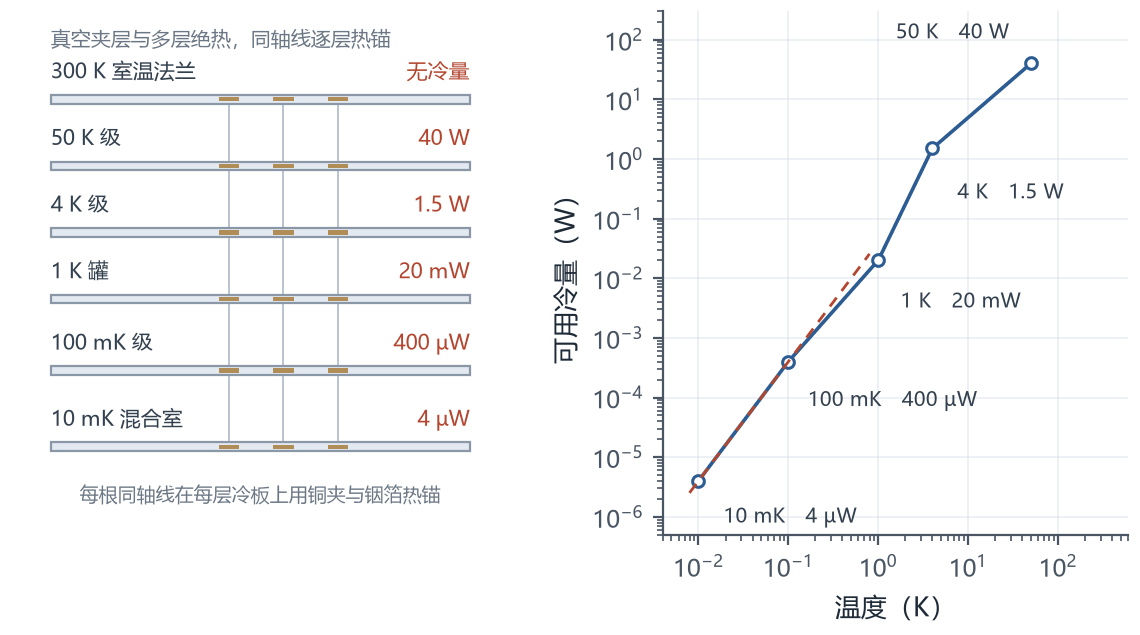 真空夹层与多层绝热，同轴线逐层热锚
300 K 室温法兰 无冷量
50 K 级 40 W
4 K 级 1.5 W
1 K 罐 20 mW
100 mK 级 400 μW
10 mK 混合室 4 μW
每根同轴线在每层冷板上用铜夹与铟箔热锚
可用冷量（W）
10²
10¹
10⁰
10⁻¹
10⁻²
10⁻³
10⁻⁴
10⁻⁵
10⁻⁶
50 K 40 W
4 K 1.5 W
1 K 20 mW
100 mK 400 μW
10 mK 4 μW
10⁻² 10⁻¹ 10⁰ 10¹ 10²
温度（K）